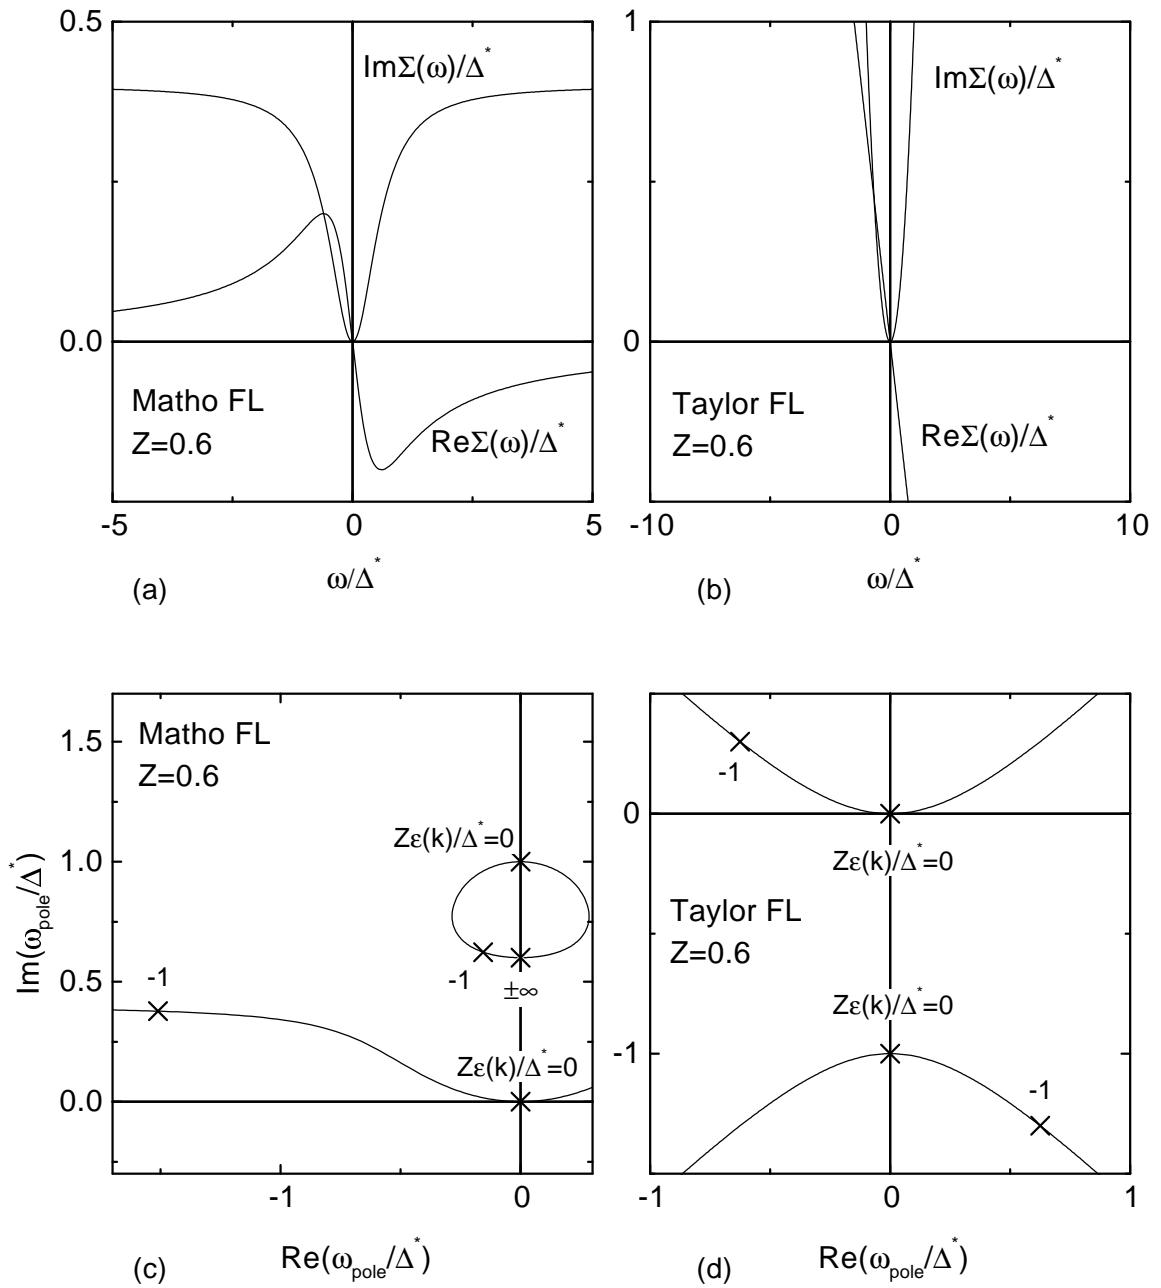 0.5
ImΣ(ω)/Δ*
0.0
Matho FL
Z=0.6
ReΣ(ω)/Δ*
-5
0
5
ω/Δ*
(a)
1
ImΣ(ω)/Δ*
0
Taylor FL
Z=0.6
ReΣ(ω)/Δ*
-10
0
10
ω/Δ*
(b)
Matho FL
Z=0.6
1.5
1.0
0.5
0.0
Im(ω_pole/Δ*)
Zε(k)/Δ*=0
-1
-1
±∞
Zε(k)/Δ*=0
-1
0
Re(ω_pole/Δ*)
(c)
-1
0
Zε(k)/Δ*=0
Taylor FL
Z=0.6
Zε(k)/Δ*=0
-1
-1
-1
0
1
Re(ω_pole/Δ*)
(d)